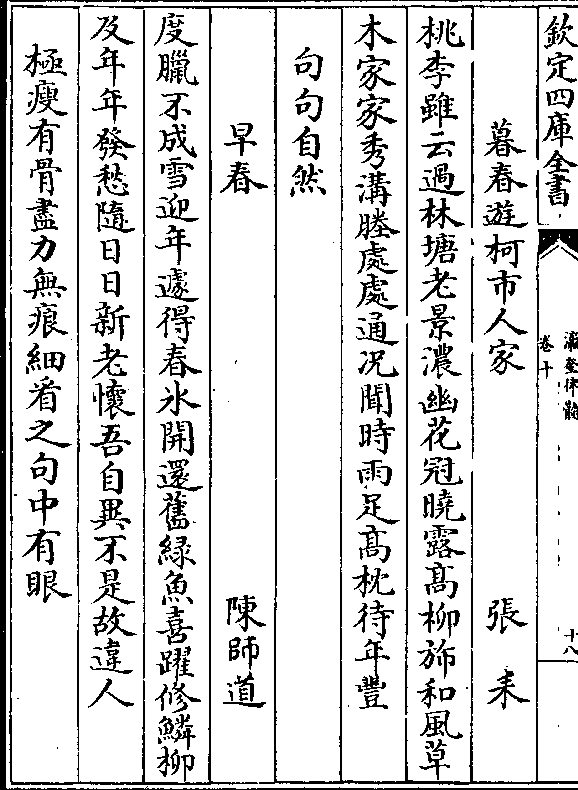 欽定四庫全書
瀛奎律髓
卷十
十八
暮春遊柯市人家 張耒
桃李雖云過林塘老景濃幽花冠曉露髙柳斾和風草
木家家秀溝塍處處通况聞時雨足髙枕待年豐
句句自然
早春 陳師道
度臘不成雪迎年遽得春氷開還舊緑魚喜躍修鱗柳
及年年發愁隨日日新老懷吾自異不是故違人
極瘦有骨盡力無痕細看之句中有眼